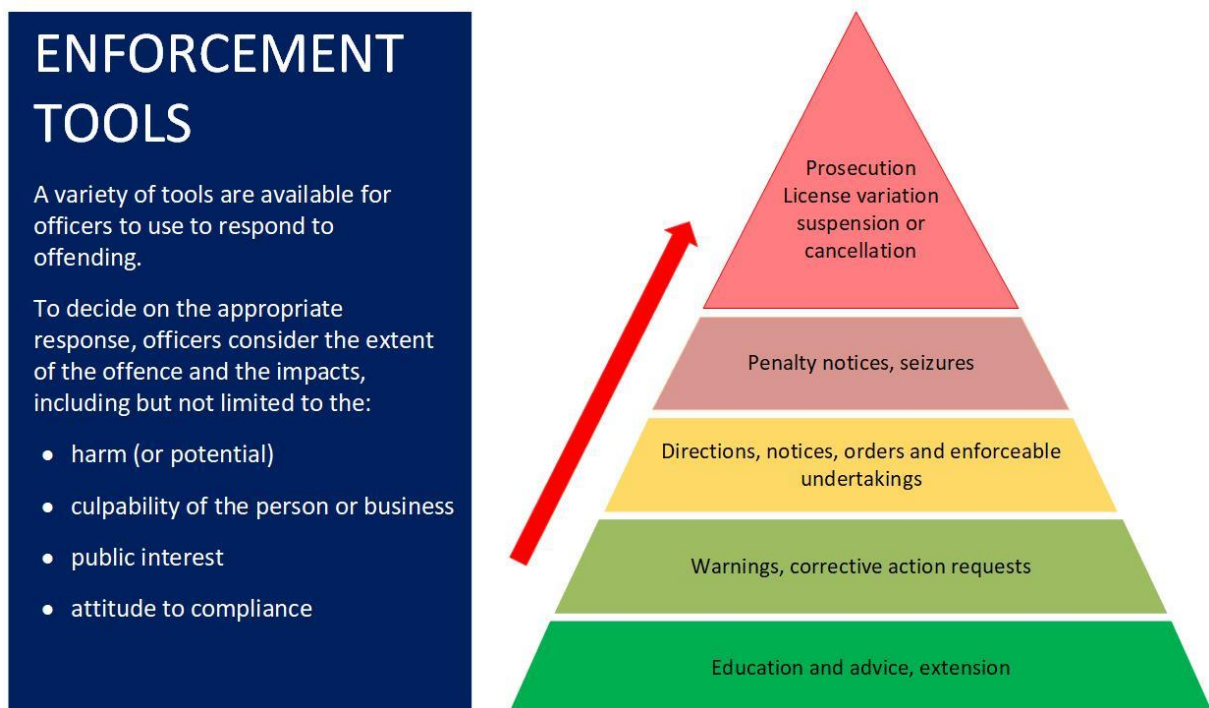 ENFORCEMENT
TOOLS
A variety of tools are available for
officers to use to respond to
offending.
To decide on the appropriate
response, officers consider the extent
of the offence and the impacts,
including but not limited to the:
● harm (or potential)
● culpability of the person or business
● public interest
● attitude to compliance
Prosecution
License variation
suspension or
cancellation
Penalty notices, seizures
Directions, notices, orders and enforceable
undertakings
Warnings, corrective action requests
Education and advice, extension